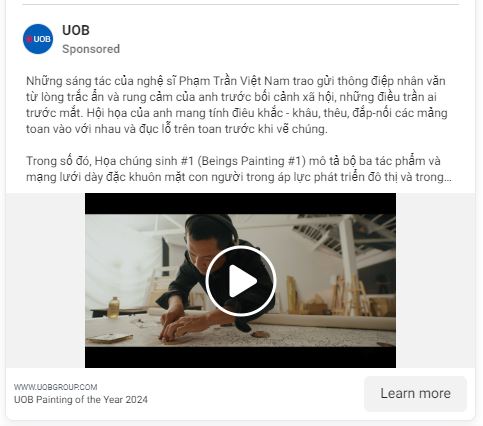 UOB
UOB
Sponsored
Những sáng tác của nghệ sĩ Phạm Trần Việt Nam trao gửi thông điệp nhân văn
từ lòng trắc ẩn và rung cảm của anh trước bối cảnh xã hội, những điều trần ai
trước mắt. Hội họa của anh mang tính điêu khắc - khâu, thêu, đắp-nối các mảng
toan vào với nhau và đục lỗ trên toan trước khi vẽ chúng.
Trong số đó, Họa chúng sinh #1 (Beings Painting #1) mô tả bộ ba tác phẩm và
mạng lưới dày đặc khuôn mặt con người trong áp lực phát triển đô thị và trong...
WWW.UOBGROUP.COM
UOB Painting of the Year 2024
Learn more